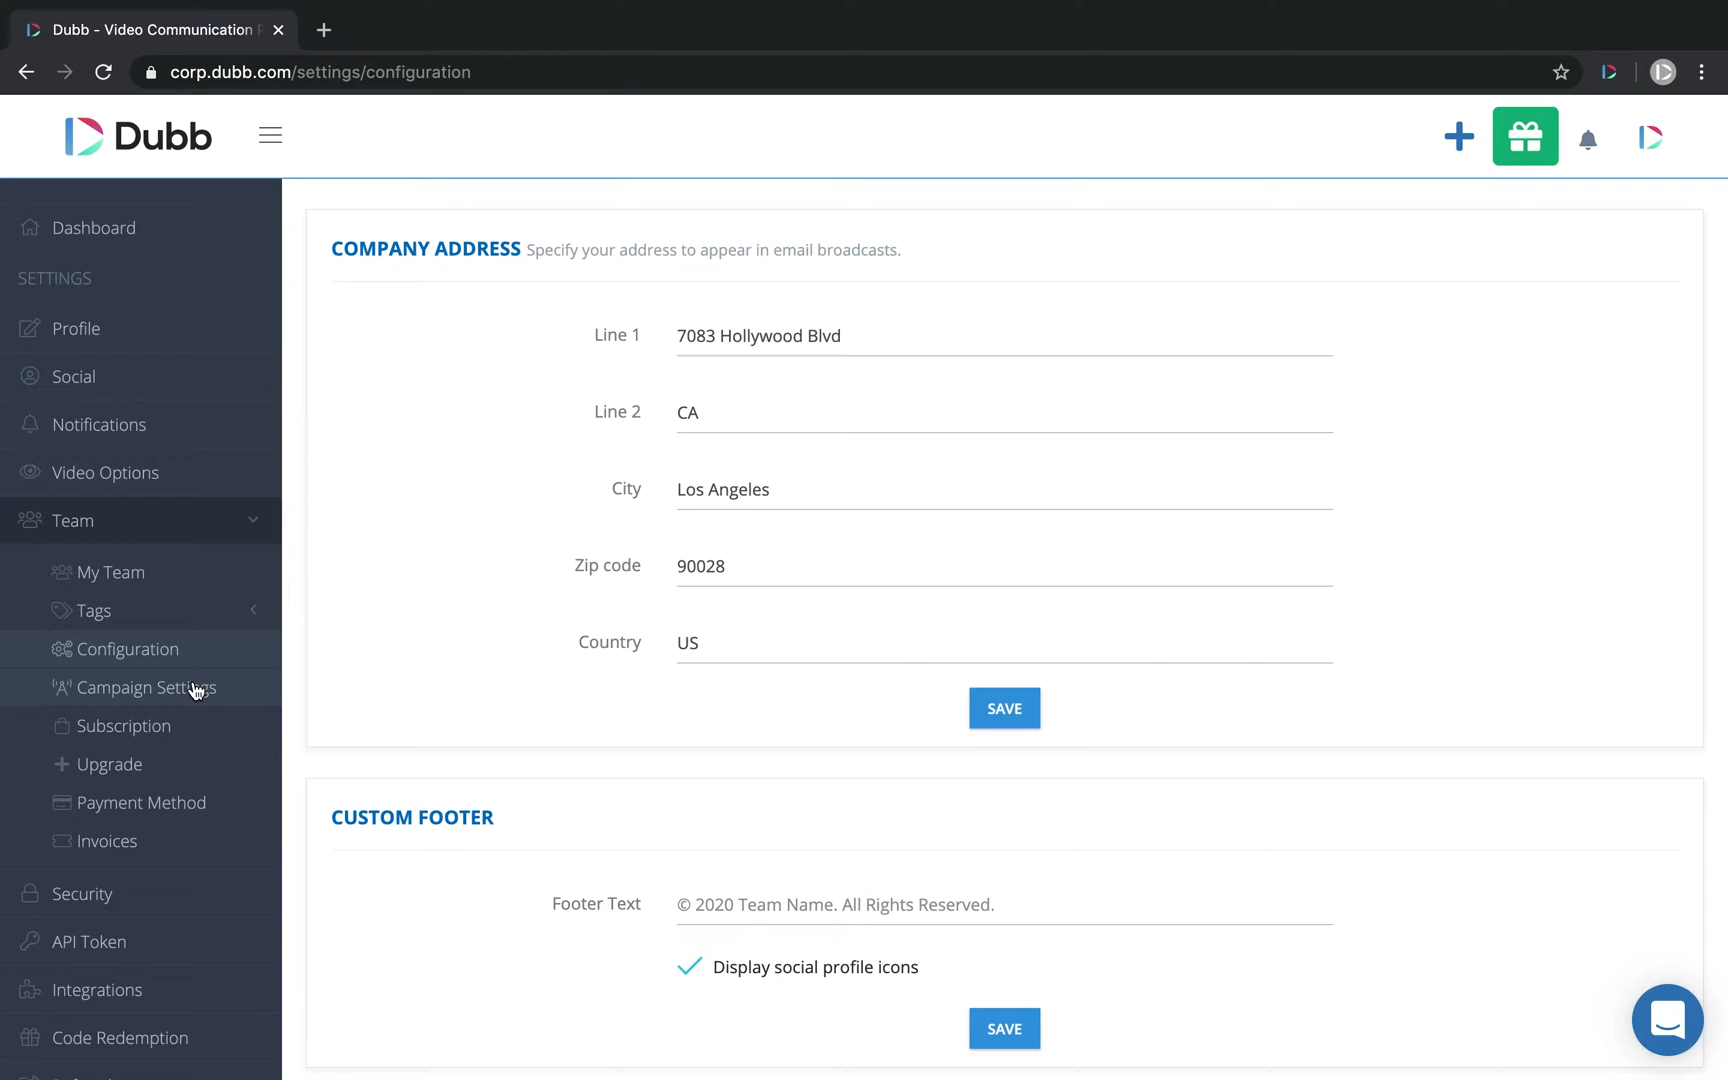 Dubb - Video Communication
corp.dubb.com/settings/configuration
Dubb
Dashboard
SETTINGS
Profile
Social
Notifications
Video Options
Team
My Team
Tags
Configuration
Campaign Settings
Subscription
Upgrade
Payment Method
Invoices
Security
API Token
Integrations
Code Redemption
COMPANY ADDRESS Specify your address to appear in email broadcasts.
Line 1 7083 Hollywood Blvd
Line 2 CA
City Los Angeles
Zip code 90028
Country US
SAVE
CUSTOM FOOTER
Footer Text © 2020 Team Name. All Rights Reserved.
Display social profile icons
SAVE